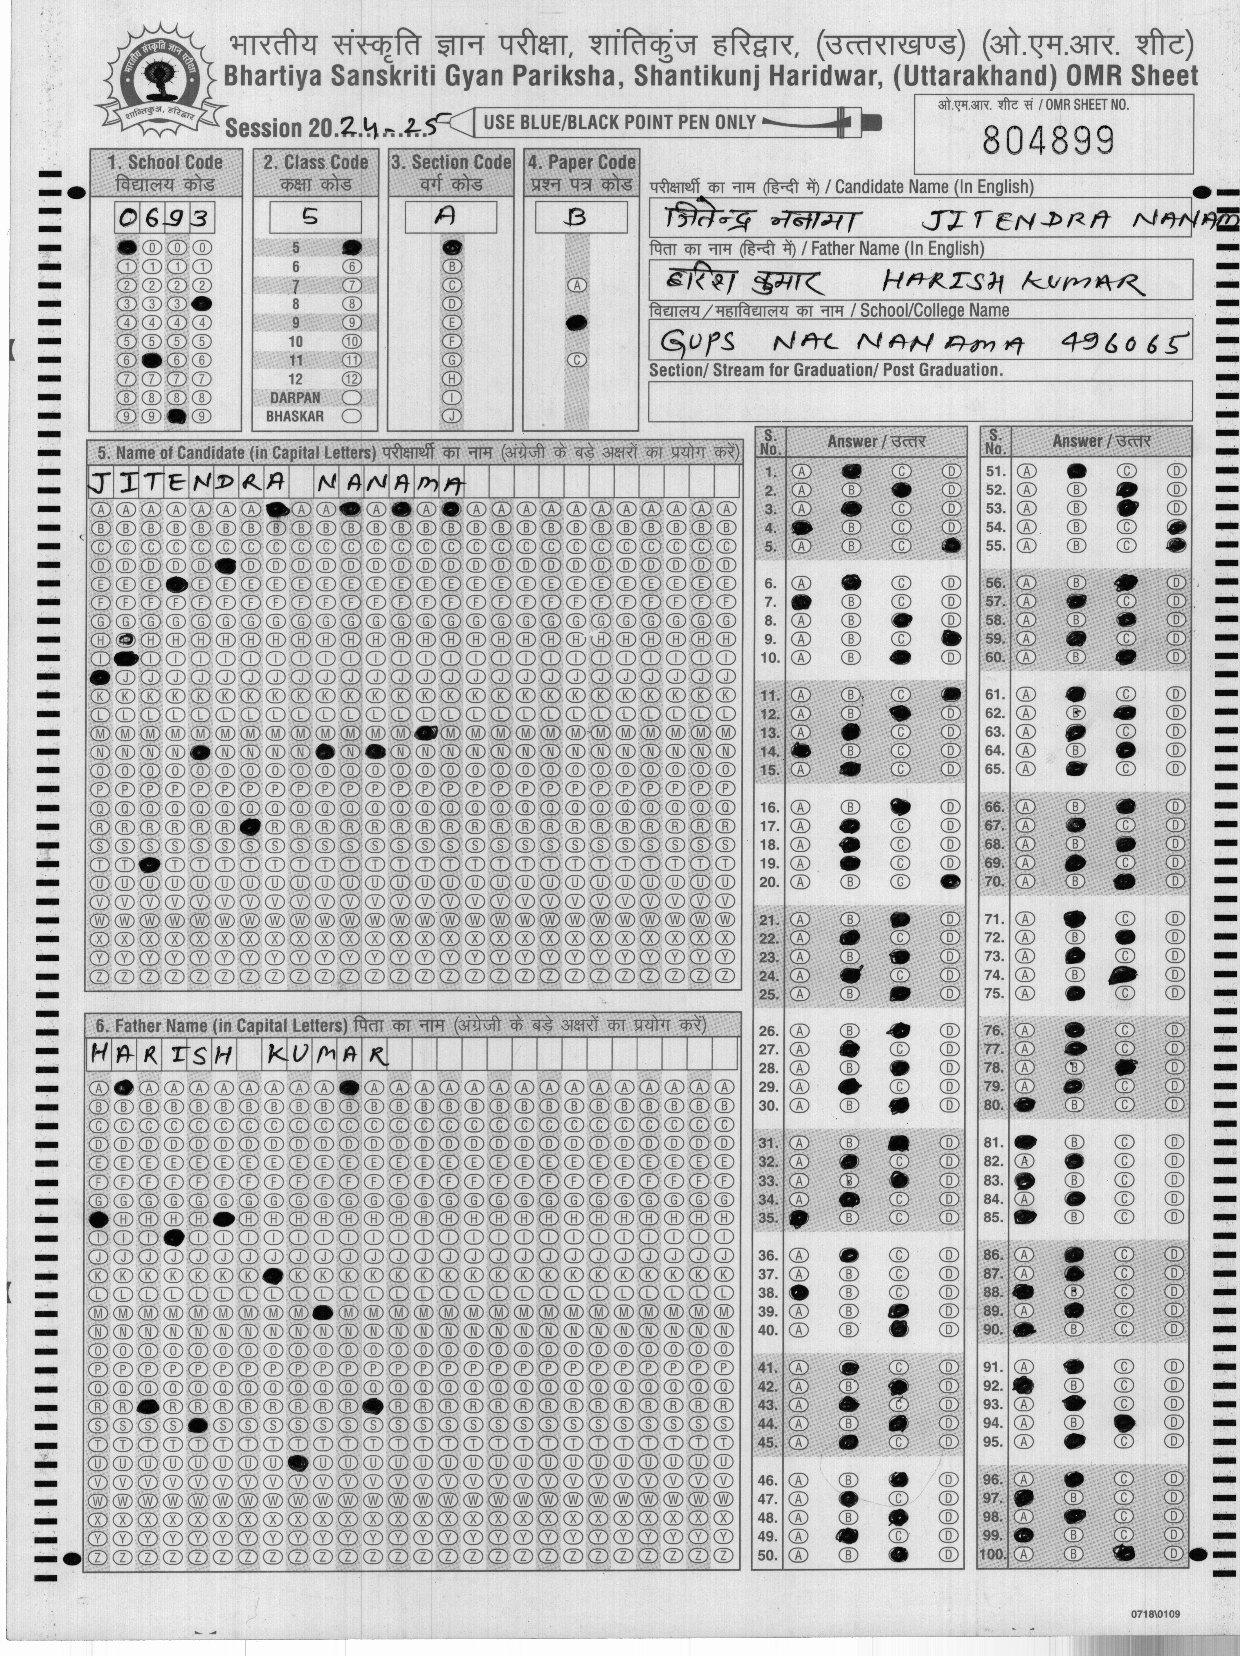 भारतीय संस्कृति ज्ञान परीक्षा, शांतिकुंज हरिद्वार, (उत्तराखण्ड) (ओ.एम.आर. शीट)
Bhartiya Sanskriti Gyan Pariksha, Shantikunj Haridwar, (Uttarakhand) OMR Sheet
Session 20.24-25
USE BLUE/BLACK POINT PEN ONLY
ओ.एम.आर. शीट सं / OMR SHEET NO.
804899
1. School Code
विद्यालय कोड
0693
2. Class Code
कक्षा कोड
5
3. Section Code
वर्ग कोड
A
4. Paper Code
प्रश्न पत्र कोड
B
परीक्षार्थी का नाम (हिन्दी में) / Candidate Name (In English)
जितेन्द्र ननामा JITENDRA NANAM
पिता का नाम (हिन्दी में) / Father Name (In English)
हरिश कुमार HARISH KUMAR
विद्यालय/महाविद्यालय का नाम / School/College Name
GUPS NAL NANAMA 496065
Section/ Stream for Graduation/ Post Graduation.
5
6
7
8
9
10
11
12
DARPAN
BHASKAR
5. Name of Candidate (in Capital Letters) परीक्षार्थी का नाम (अंग्रेजी के बड़े अक्षरों का प्रयोग करें)
JITENDRA NANAMA
6. Father Name (in Capital Letters) पिता का नाम (अंग्रेजी के बड़े अक्षरों का प्रयोग करें)
HARISH KUMAR
S. No. Answer / उत्तर
S. No. Answer / उत्तर
0718\0109